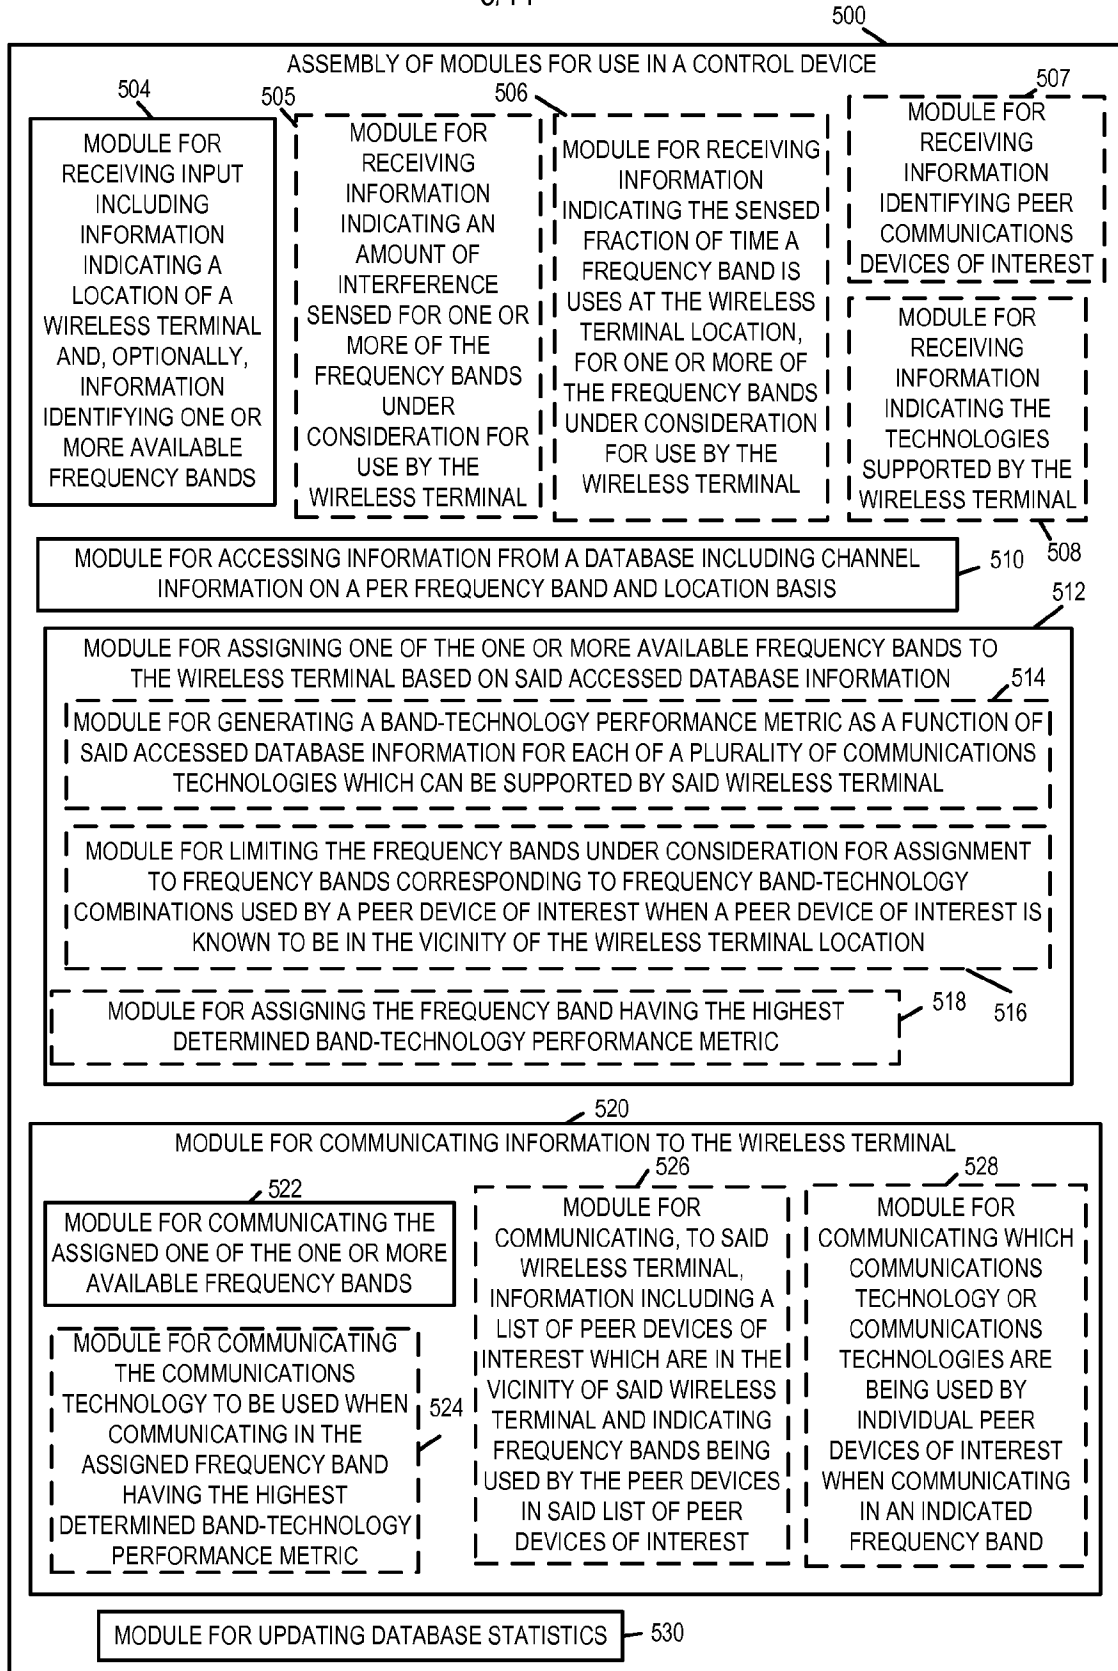 500
ASSEMBLY OF MODULES FOR USE IN A CONTROL DEVICE
504
MODULE FOR
RECEIVING INPUT
INCLUDING
INFORMATION
INDICATING A
LOCATION OF A
WIRELESS TERMINAL
AND, OPTIONALLY,
INFORMATION
IDENTIFYING ONE OR
MORE AVAILABLE
FREQUENCY BANDS
505
MODULE FOR
RECEIVING
INFORMATION
INDICATING AN
AMOUNT OF
INTERFERENCE
SENSED FOR ONE OR
MORE OF THE
FREQUENCY BANDS
UNDER
CONSIDERATION FOR
USE BY THE
WIRELESS TERMINAL
506
MODULE FOR RECEIVING
INFORMATION
INDICATING THE SENSED
FRACTION OF TIME A
FREQUENCY BAND IS
USES AT THE WIRELESS
TERMINAL LOCATION,
FOR ONE OR MORE OF
THE FREQUENCY BANDS
UNDER CONSIDERATION
FOR USE BY THE
WIRELESS TERMINAL
507
MODULE FOR
RECEIVING
INFORMATION
IDENTIFYING PEER
COMMUNICATIONS
DEVICES OF INTEREST
MODULE FOR
RECEIVING
INFORMATION
INDICATING THE
TECHNOLOGIES
SUPPORTED BY THE
WIRELESS TERMINAL
508
MODULE FOR ACCESSING INFORMATION FROM A DATABASE INCLUDING CHANNEL
INFORMATION ON A PER FREQUENCY BAND AND LOCATION BASIS
510
512
MODULE FOR ASSIGNING ONE OF THE ONE OR MORE AVAILABLE FREQUENCY BANDS TO
THE WIRELESS TERMINAL BASED ON SAID ACCESSED DATABASE INFORMATION
514
MODULE FOR GENERATING A BAND-TECHNOLOGY PERFORMANCE METRIC AS A FUNCTION OF
SAID ACCESSED DATABASE INFORMATION FOR EACH OF A PLURALITY OF COMMUNICATIONS
TECHNOLOGIES WHICH CAN BE SUPPORTED BY SAID WIRELESS TERMINAL
MODULE FOR LIMITING THE FREQUENCY BANDS UNDER CONSIDERATION FOR ASSIGNMENT
TO FREQUENCY BANDS CORRESPONDING TO FREQUENCY BAND-TECHNOLOGY
COMBINATIONS USED BY A PEER DEVICE OF INTEREST WHEN A PEER DEVICE OF INTEREST IS
KNOWN TO BE IN THE VICINITY OF THE WIRELESS TERMINAL LOCATION
516
MODULE FOR ASSIGNING THE FREQUENCY BAND HAVING THE HIGHEST
DETERMINED BAND-TECHNOLOGY PERFORMANCE METRIC
518
520
MODULE FOR COMMUNICATING INFORMATION TO THE WIRELESS TERMINAL
522
MODULE FOR COMMUNICATING THE
ASSIGNED ONE OF THE ONE OR MORE
AVAILABLE FREQUENCY BANDS
MODULE FOR COMMUNICATING
THE COMMUNICATIONS
TECHNOLOGY TO BE USED WHEN
COMMUNICATING IN THE
ASSIGNED FREQUENCY BAND
HAVING THE HIGHEST
DETERMINED BAND-TECHNOLOGY
PERFORMANCE METRIC
524
526
MODULE FOR
COMMUNICATING, TO SAID
WIRELESS TERMINAL,
INFORMATION INCLUDING A
LIST OF PEER DEVICES OF
INTEREST WHICH ARE IN THE
VICINITY OF SAID WIRELESS
TERMINAL AND INDICATING
FREQUENCY BANDS BEING
USED BY THE PEER DEVICES
IN SAID LIST OF PEER
DEVICES OF INTEREST
528
MODULE FOR
COMMUNICATING WHICH
COMMUNICATIONS
TECHNOLOGY OR
COMMUNICATIONS
TECHNOLOGIES ARE
BEING USED BY
INDIVIDUAL PEER
DEVICES OF INTEREST
WHEN COMMUNICATING
IN AN INDICATED
FREQUENCY BAND
MODULE FOR UPDATING DATABASE STATISTICS
530